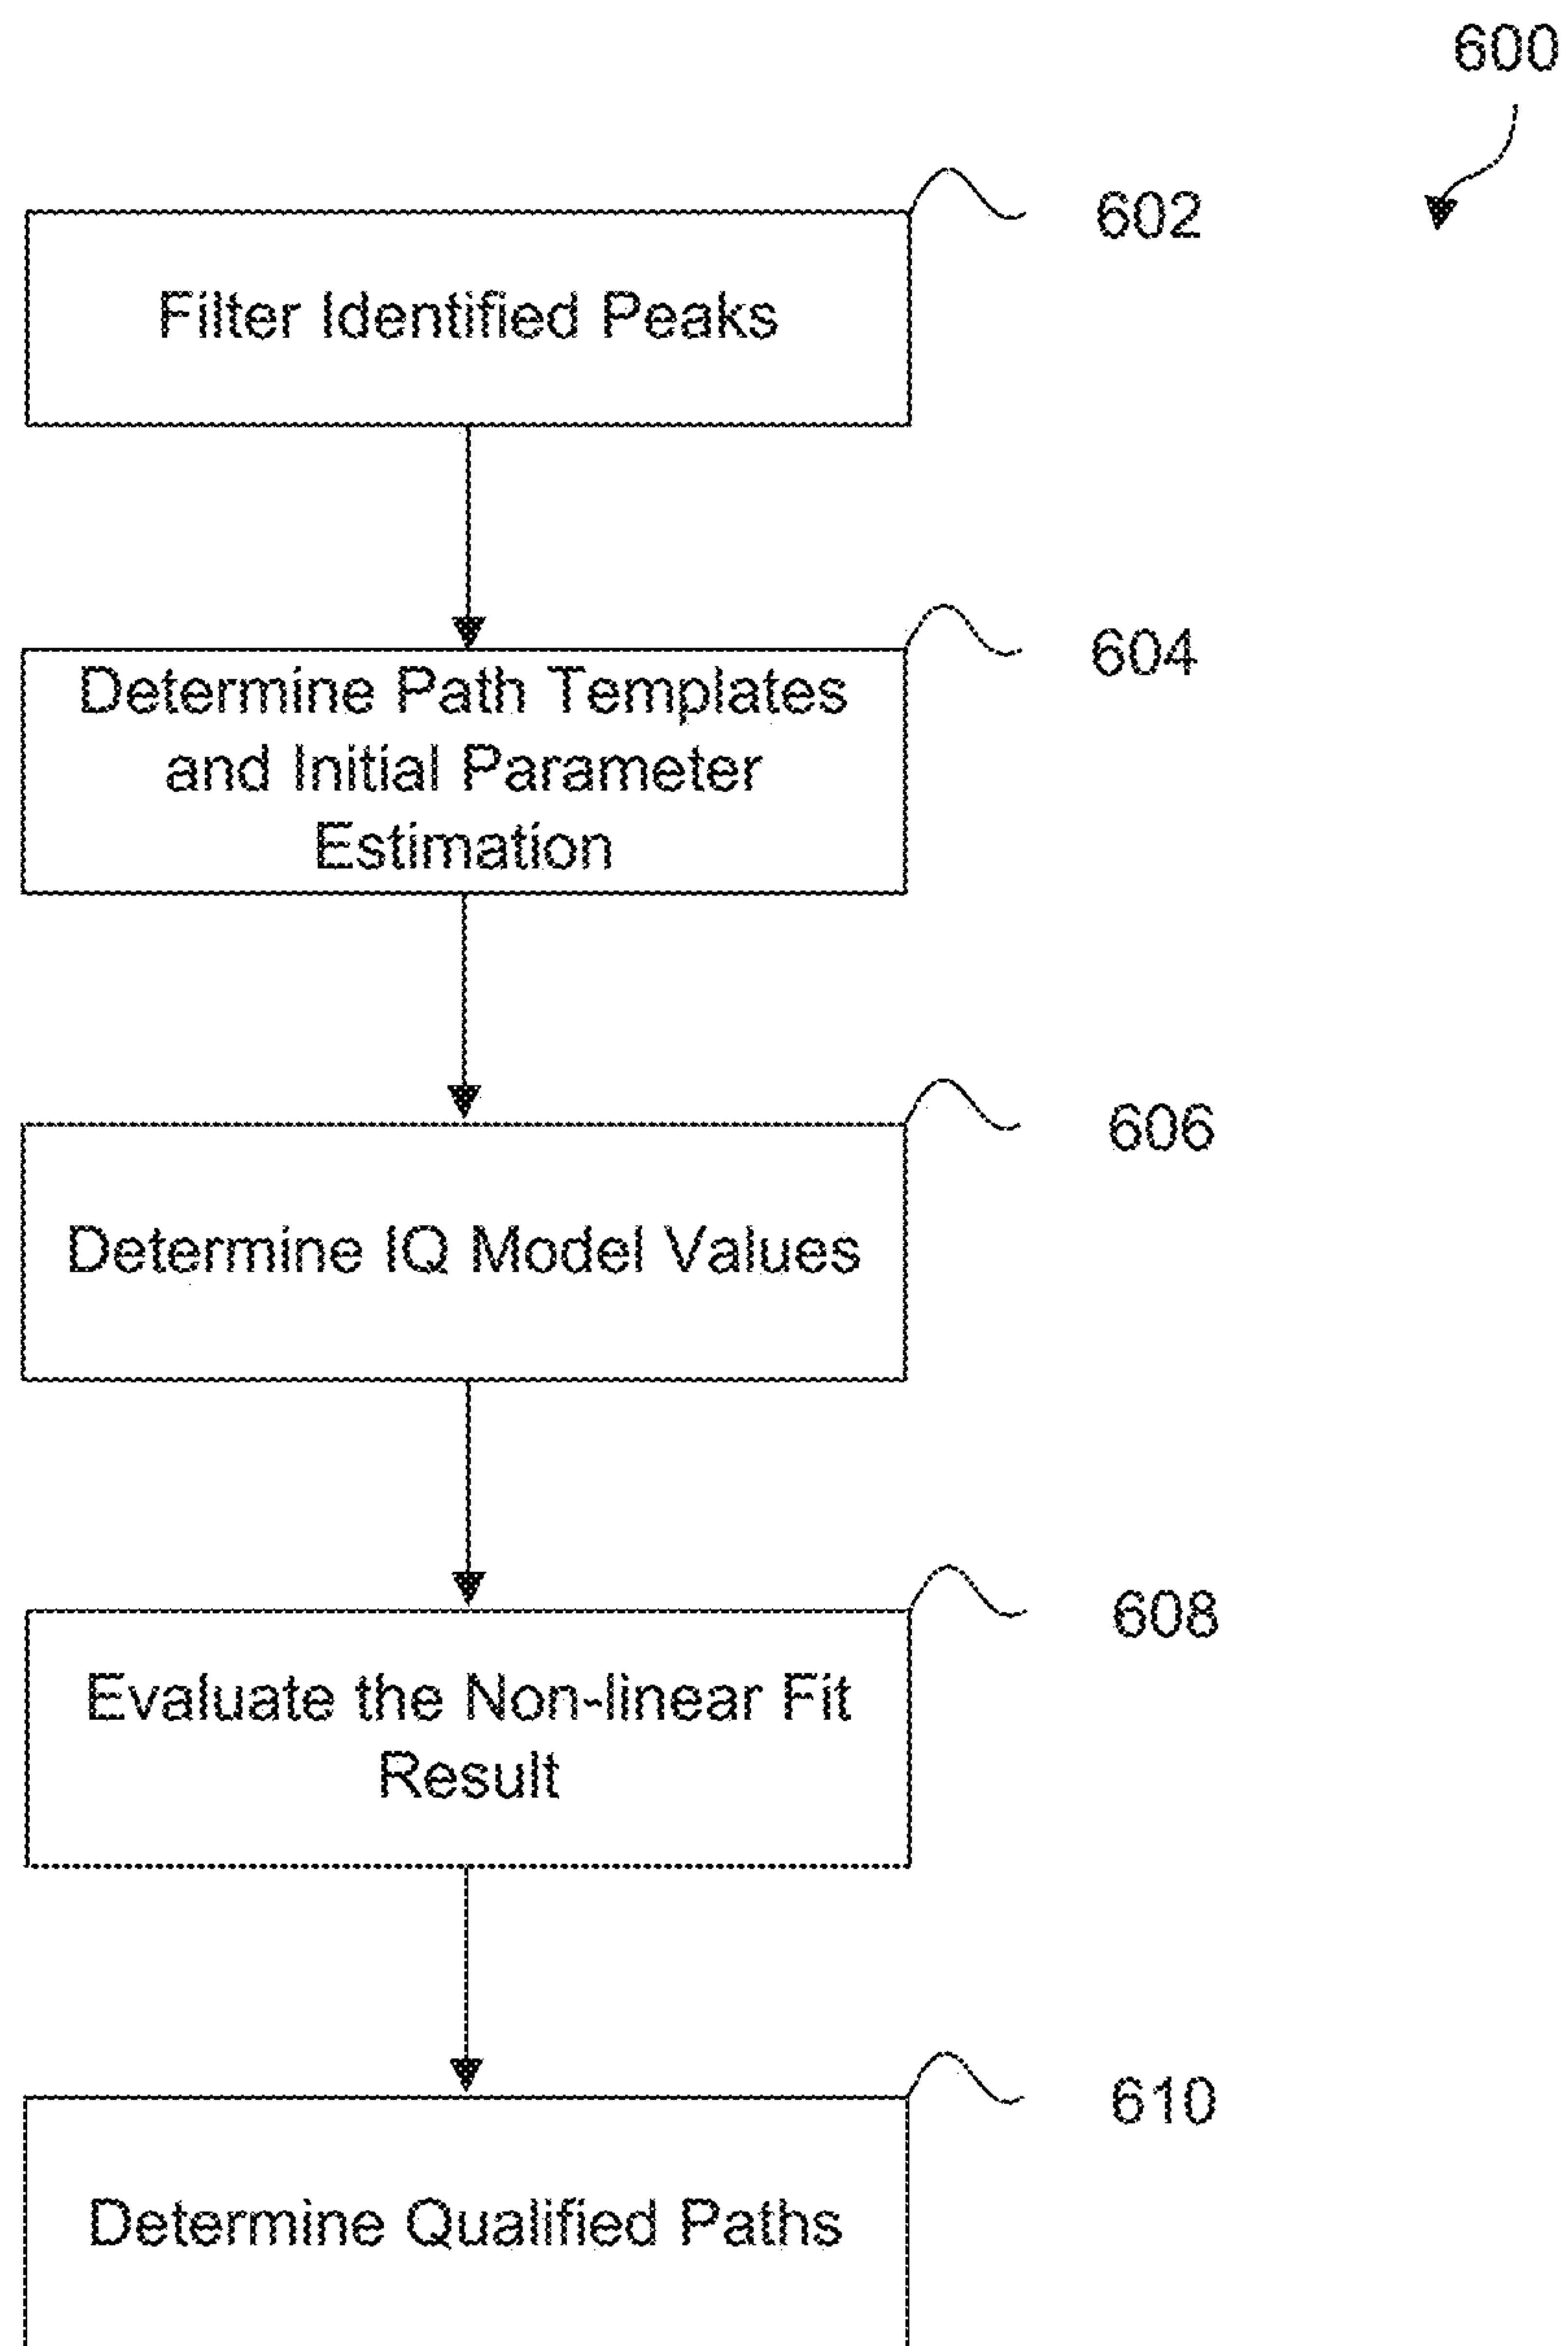 600
602
Filter Identified Peaks
604
Determine Path Templates
and Initial Parameter
Estimation
606
Determine IQ Model Values
608
Evaluate the Non-linear Fit
Result
610
Determine Qualified Paths